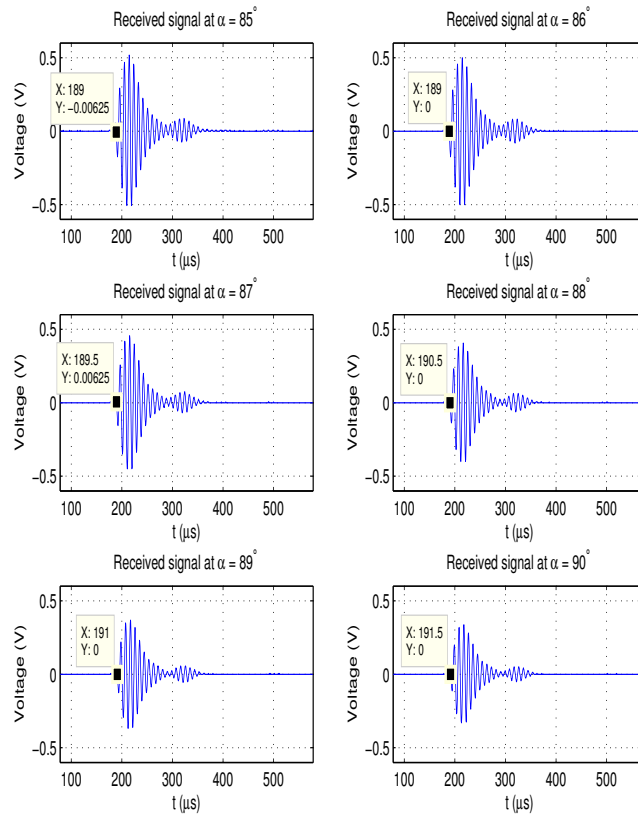 Received signal at α = 85°
0.5
0
−0.5
Voltage (V)
X: 189
Y: −0.00625
100 200 300 400 500
t (μs)
Received signal at α = 86°
0.5
0
−0.5
Voltage (V)
X: 189
Y: 0
100 200 300 400 500
t (μs)
Received signal at α = 87°
0.5
0
−0.5
Voltage (V)
X: 189.5
Y: 0.00625
100 200 300 400 500
t (μs)
Received signal at α = 88°
0.5
0
−0.5
Voltage (V)
X: 190.5
Y: 0
100 200 300 400 500
t (μs)
Received signal at α = 89°
0.5
0
−0.5
Voltage (V)
X: 191
Y: 0
100 200 300 400 500
t (μs)
Received signal at α = 90°
0.5
0
−0.5
Voltage (V)
X: 191.5
Y: 0
100 200 300 400 500
t (μs)